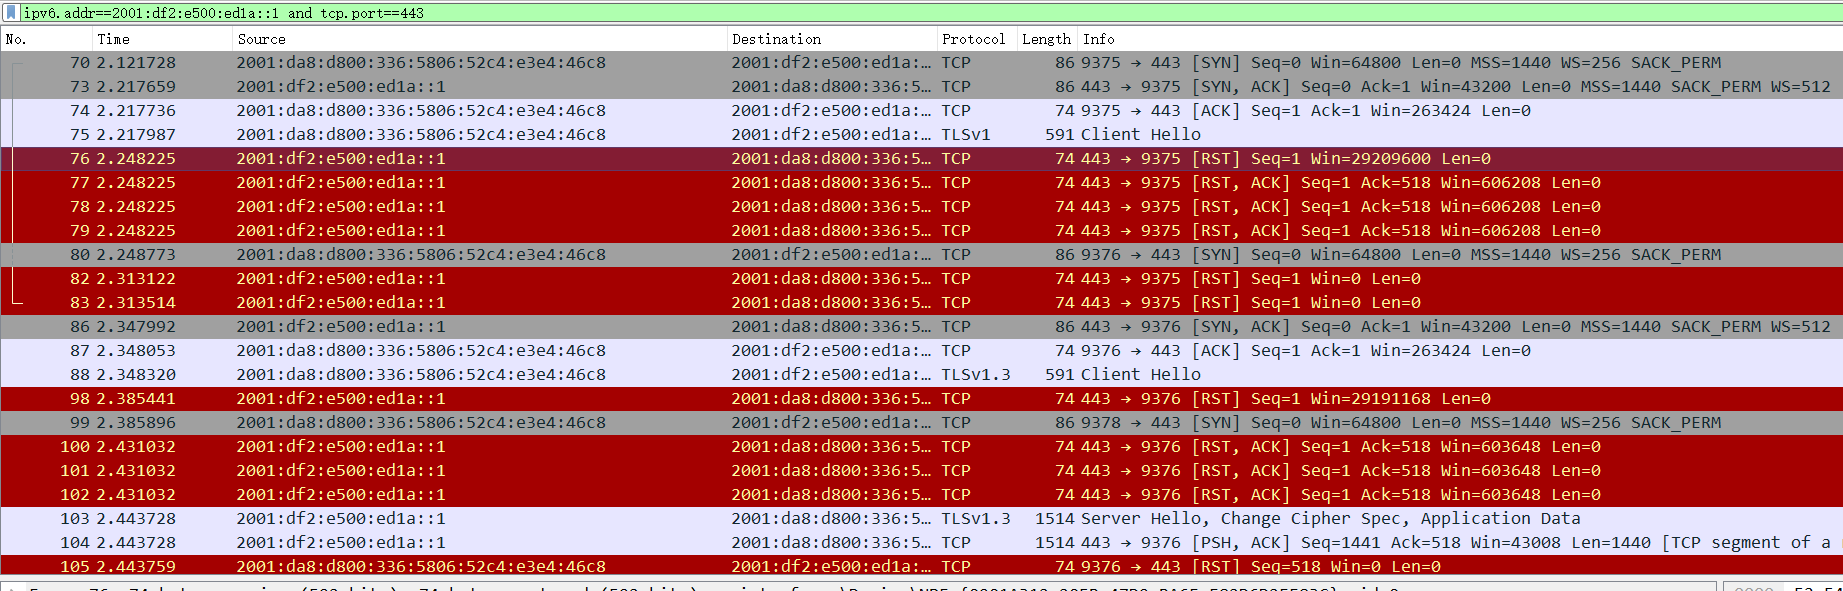 ipv6.addr==2001:df2:e500:ed1a::1 and tcp.port==443
No. Time Source Destination Protocol Length Info
70 2.121728 2001:da8:d800:336:5806:52c4:e3e4:46c8 2001:df2:e500:ed1a:… TCP 86 9375 → 443 [SYN] Seq=0 Win=64800 Len=0 MSS=1440 WS=256 SACK_PERM
73 2.217659 2001:df2:e500:ed1a::1 2001:da8:d800:336:5… TCP 86 443 → 9375 [SYN, ACK] Seq=0 Ack=1 Win=43200 Len=0 MSS=1440 SACK_PERM WS=512
74 2.217736 2001:da8:d800:336:5806:52c4:e3e4:46c8 2001:df2:e500:ed1a:… TCP 74 9375 → 443 [ACK] Seq=1 Ack=1 Win=263424 Len=0
75 2.217987 2001:da8:d800:336:5806:52c4:e3e4:46c8 2001:df2:e500:ed1a:… TLSv1 591 Client Hello
76 2.248225 2001:df2:e500:ed1a::1 2001:da8:d800:336:5… TCP 74 443 → 9375 [RST] Seq=1 Win=29209600 Len=0
77 2.248225 2001:df2:e500:ed1a::1 2001:da8:d800:336:5… TCP 74 443 → 9375 [RST, ACK] Seq=1 Ack=518 Win=606208 Len=0
78 2.248225 2001:df2:e500:ed1a::1 2001:da8:d800:336:5… TCP 74 443 → 9375 [RST, ACK] Seq=1 Ack=518 Win=606208 Len=0
79 2.248225 2001:df2:e500:ed1a::1 2001:da8:d800:336:5… TCP 74 443 → 9375 [RST, ACK] Seq=1 Ack=518 Win=606208 Len=0
80 2.248773 2001:da8:d800:336:5806:52c4:e3e4:46c8 2001:df2:e500:ed1a:… TCP 86 9376 → 443 [SYN] Seq=0 Win=64800 Len=0 MSS=1440 WS=256 SACK_PERM
82 2.313122 2001:df2:e500:ed1a::1 2001:da8:d800:336:5… TCP 74 443 → 9375 [RST] Seq=1 Win=0 Len=0
83 2.313514 2001:df2:e500:ed1a::1 2001:da8:d800:336:5… TCP 74 443 → 9375 [RST] Seq=1 Win=0 Len=0
86 2.347992 2001:df2:e500:ed1a::1 2001:da8:d800:336:5… TCP 86 443 → 9376 [SYN, ACK] Seq=0 Ack=1 Win=43200 Len=0 MSS=1440 SACK_PERM WS=512
87 2.348053 2001:da8:d800:336:5806:52c4:e3e4:46c8 2001:df2:e500:ed1a:… TCP 74 9376 → 443 [ACK] Seq=1 Ack=1 Win=263424 Len=0
88 2.348320 2001:da8:d800:336:5806:52c4:e3e4:46c8 2001:df2:e500:ed1a:… TLSv1.3 591 Client Hello
98 2.385441 2001:df2:e500:ed1a::1 2001:da8:d800:336:5… TCP 74 443 → 9376 [RST] Seq=1 Win=29191168 Len=0
99 2.385896 2001:da8:d800:336:5806:52c4:e3e4:46c8 2001:df2:e500:ed1a:… TCP 86 9378 → 443 [SYN] Seq=0 Win=64800 Len=0 MSS=1440 WS=256 SACK_PERM
100 2.431032 2001:df2:e500:ed1a::1 2001:da8:d800:336:5… TCP 74 443 → 9376 [RST, ACK] Seq=1 Ack=518 Win=603648 Len=0
101 2.431032 2001:df2:e500:ed1a::1 2001:da8:d800:336:5… TCP 74 443 → 9376 [RST, ACK] Seq=1 Ack=518 Win=603648 Len=0
102 2.431032 2001:df2:e500:ed1a::1 2001:da8:d800:336:5… TCP 74 443 → 9376 [RST, ACK] Seq=1 Ack=518 Win=603648 Len=0
103 2.443728 2001:df2:e500:ed1a::1 2001:da8:d800:336:5… TLSv1.3 1514 Server Hello, Change Cipher Spec, Application Data
104 2.443728 2001:df2:e500:ed1a::1 2001:da8:d800:336:5… TCP 1514 443 → 9376 [PSH, ACK] Seq=1441 Ack=518 Win=43008 Len=1440 [TCP segment of a
105 2.443759 2001:da8:d800:336:5806:52c4:e3e4:46c8 2001:df2:e500:ed1a:… TCP 74 9376 → 443 [RST] Seq=518 Win=0 Len=0